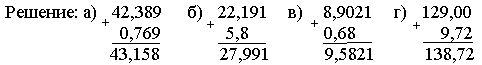 Решение: а) 42,389 б) 22,191 в) 8,9021 г) 129,00
+ 0,769 + 5,8 + 0,68 + 9,72
43,158 27,991 9,5821 138,72